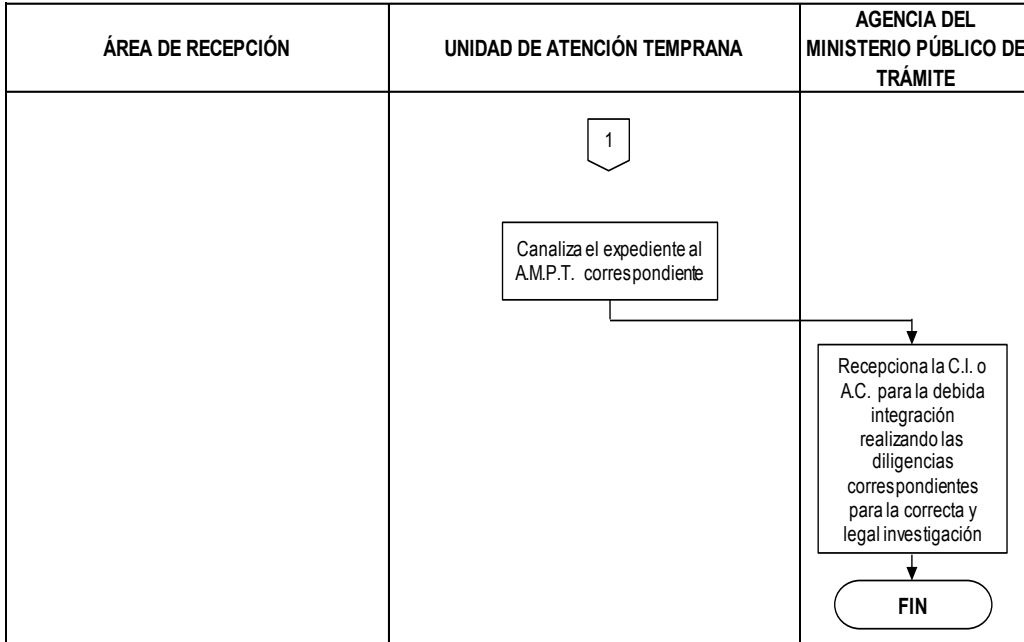 ÁREA DE RECEPCIÓN
UNIDAD DE ATENCIÓN TEMPRANA
AGENCIA DEL
MINISTERIO PÚBLICO DE
TRÁMITE
1
Canaliza el expediente al
A.M.P.T. correspondiente
Recepciona la C.I. o
A.C. para la debida
integración
realizando las
diligencias
correspondientes
para la correcta y
legal investigación
FIN